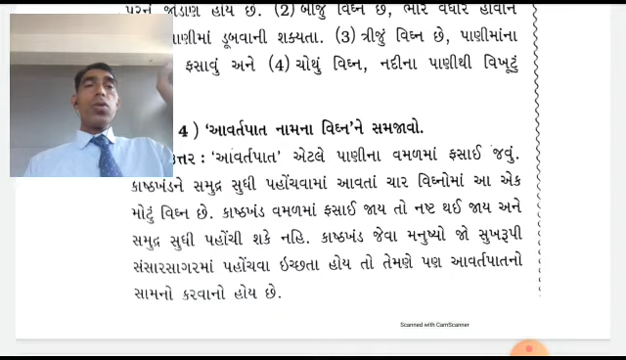 પરનું જોડાણ હોય છે. (2) બીજું વિઘ્ન છે, ભાર વધારે હોવાને
પાણીમાં ડૂબવાની શક્યતા. (3) ત્રીજું વિઘ્ન છે, પાણીમાંના
ફસાવું અને (4) ચોથું વિઘ્ન, નદીના પાણીથી વિખૂટું
4 ) ‘આવર્તપાત નામના વિઘ્ન’ને સમજાવો.
ત્તર : ‘આવર્તપાત’ એટલે પાણીના વમળમાં ફસાઈ જવું.
કાષ્ઠખંડને સમુદ્ર સુધી પહોંચવામાં આવતાં ચાર વિઘ્નોમાં આ એક
મોટું વિઘ્ન છે. કાષ્ઠખંડ વમળમાં ફસાઈ જાય તો નષ્ટ થઈ જાય અને
સમુદ્ર સુધી પહોંચી શકે નહિ. કાષ્ઠખંડ જેવા મનુષ્યો જો સુખરૂપી
સંસારસાગરમાં પહોંચવા ઇચ્છતા હોય તો તેમણે પણ આવર્તપાતનો
સામનો કરવાનો હોય છે.
Scanned with CamScanner